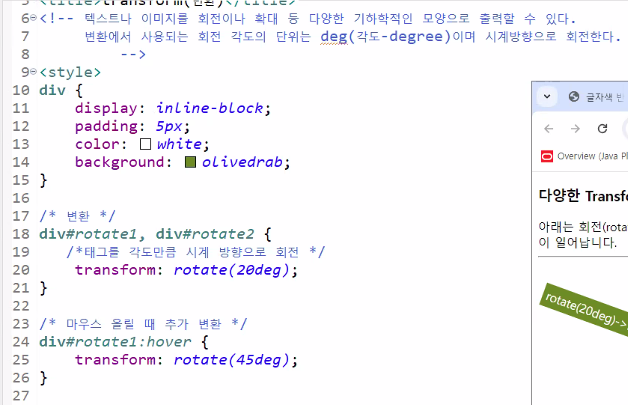 <title>transform(변환)</title>
6 <!-- 텍스트나 이미지를 회전이나 확대 등 다양한 기하학적인 모양으로 출력할 수 있다.
7 변환에서 사용되는 회전 각도의 단위는 deg(각도-degree)이며 시계방향으로 회전한다.
8 -->
9 <style>
10 div {
11 display: inline-block;
12 padding: 5px;
13 color: white;
14 background: olivedrab;
15 }
16
17 /* 변환 */
18 div#rotate1, div#rotate2 {
19 /*태그를 각도만큼 시계 방향으로 회전 */
20 transform: rotate(20deg);
21 }
22
23 /* 마우스 올릴 때 추가 변환 */
24 div#rotate1:hover {
25 transform: rotate(45deg);
26 }
27
글자색 빈
Overview (Java Pl
다양한 Transfo
아래는 회전(rota
이 일어납니다.
rotate(20deg)->